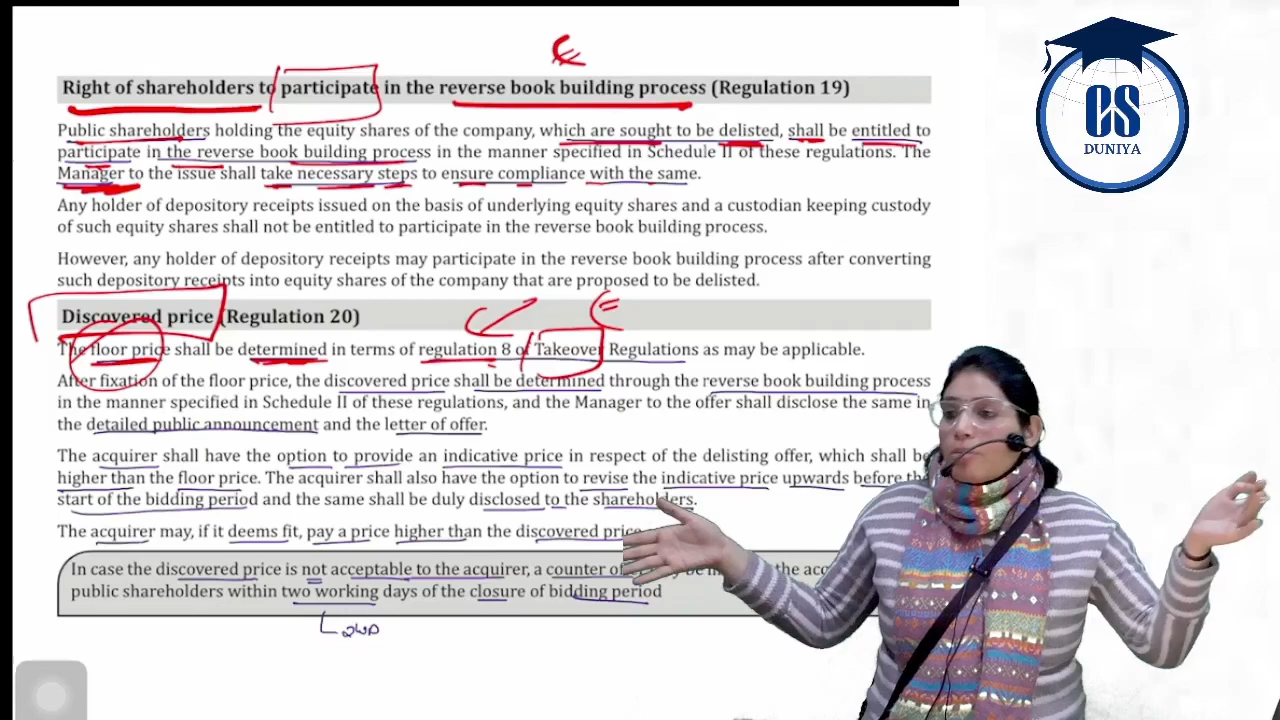 CS
DUNIYA
Right of shareholders to participate in the reverse book building process (Regulation 19)
Public shareholders holding the equity shares of the company, which are sought to be delisted, shall be entitled to
participate in the reverse book building process in the manner specified in Schedule II of these regulations. The
Manager to the issue shall take necessary steps to ensure compliance with the same.
Any holder of depository receipts issued on the basis of underlying equity shares and a custodian keeping custody
of such equity shares shall not be entitled to participate in the reverse book building process.
However, any holder of depository receipts may participate in the reverse book building process after converting
such depository receipts into equity shares of the company that are proposed to be delisted.
Discovered price (Regulation 20)
The floor price shall be determined in terms of regulation 8 of Takeover Regulations as may be applicable.
After fixation of the floor price, the discovered price shall be determined through the reverse book building process
in the manner specified in Schedule II of these regulations, and the Manager to the offer shall disclose the same in
the detailed public announcement and the letter of offer.
The acquirer shall have the option to provide an indicative price in respect of the delisting offer, which shall be
higher than the floor price. The acquirer shall also have the option to revise the indicative price upwards before the
start of the bidding period and the same shall be duly disclosed to the shareholders.
The acquirer may, if it deems fit, pay a price higher than the discovered
In case the discovered price is not acceptable to the acquirer, a counter the
public shareholders within two working days of the closure of bidding period
2WD